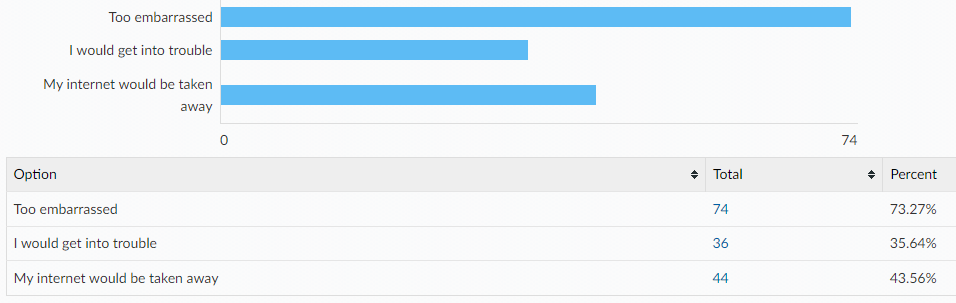 Too embarrassed
I would get into trouble
My internet would be taken
away
0 74
Option Total Percent
Too embarrassed 74 73.27%
I would get into trouble 36 35.64%
My internet would be taken away 44 43.56%